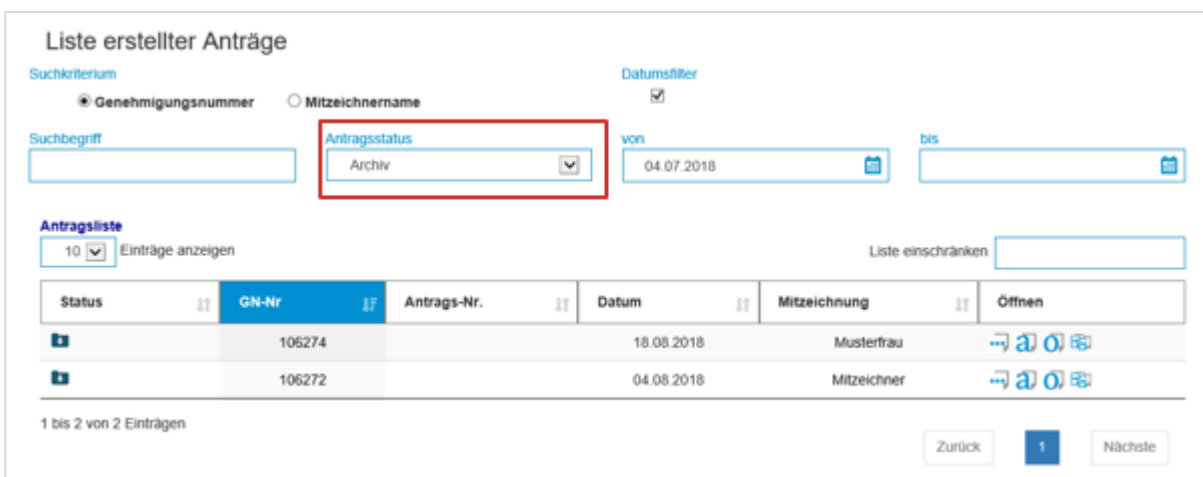 Liste erstellter Anträge
Suchkriterium Datumsfilter
Genehmigungsnummer Mitzeichnername
Suchbegriff Antragsstatus von bis
Archiv 04.07.2018
Antragsliste
10 Einträge anzeigen Liste einschränken
Status GN-Nr Antrags-Nr. Datum Mitzeichnung Öffnen
106274 18.08.2018 Musterfrau
106272 04.08.2018 Mitzeichner
1 bis 2 von 2 Einträgen
Zurück 1 Nächste